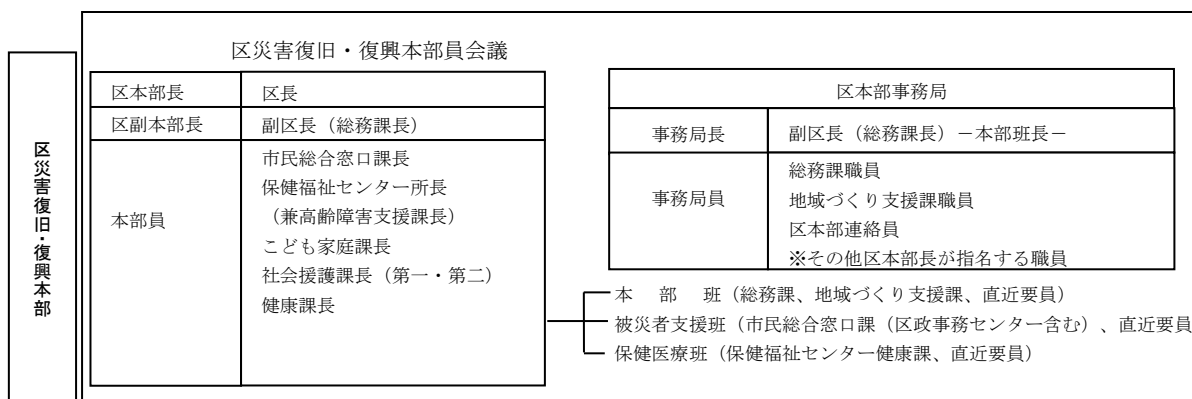 区災害復旧・復興本部
区災害復旧・復興本部員会議
区本部長
区長
区副本部長
副区長（総務課長）
本部員
市民総合窓口課長
保健福祉センター所長
（兼高齢障害支援課長）
こども家庭課長
社会援護課長（第一・第二）
健康課長
区本部事務局
事務局長
副区長（総務課長）－本部班長－
事務局員
総務課職員
地域づくり支援課職員
区本部連絡員
※その他区本部長が指名する職員
本　部　班（総務課、地域づくり支援課、直近要員）
被災者支援班（市民総合窓口課（区政事務センター含む）、直近要員
保健医療班（保健福祉センター健康課、直近要員）